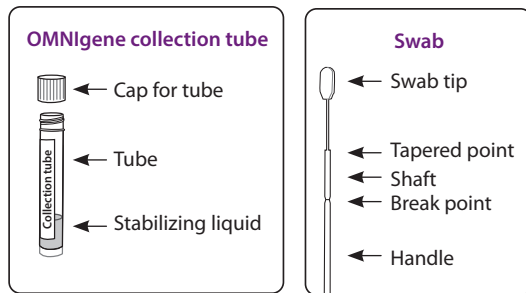 OMNIgene collection tube
Cap for tube
Tube
Collection tube
Stabilizing liquid
Swab
Swab tip
Tapered point
Shaft
Break point
Handle